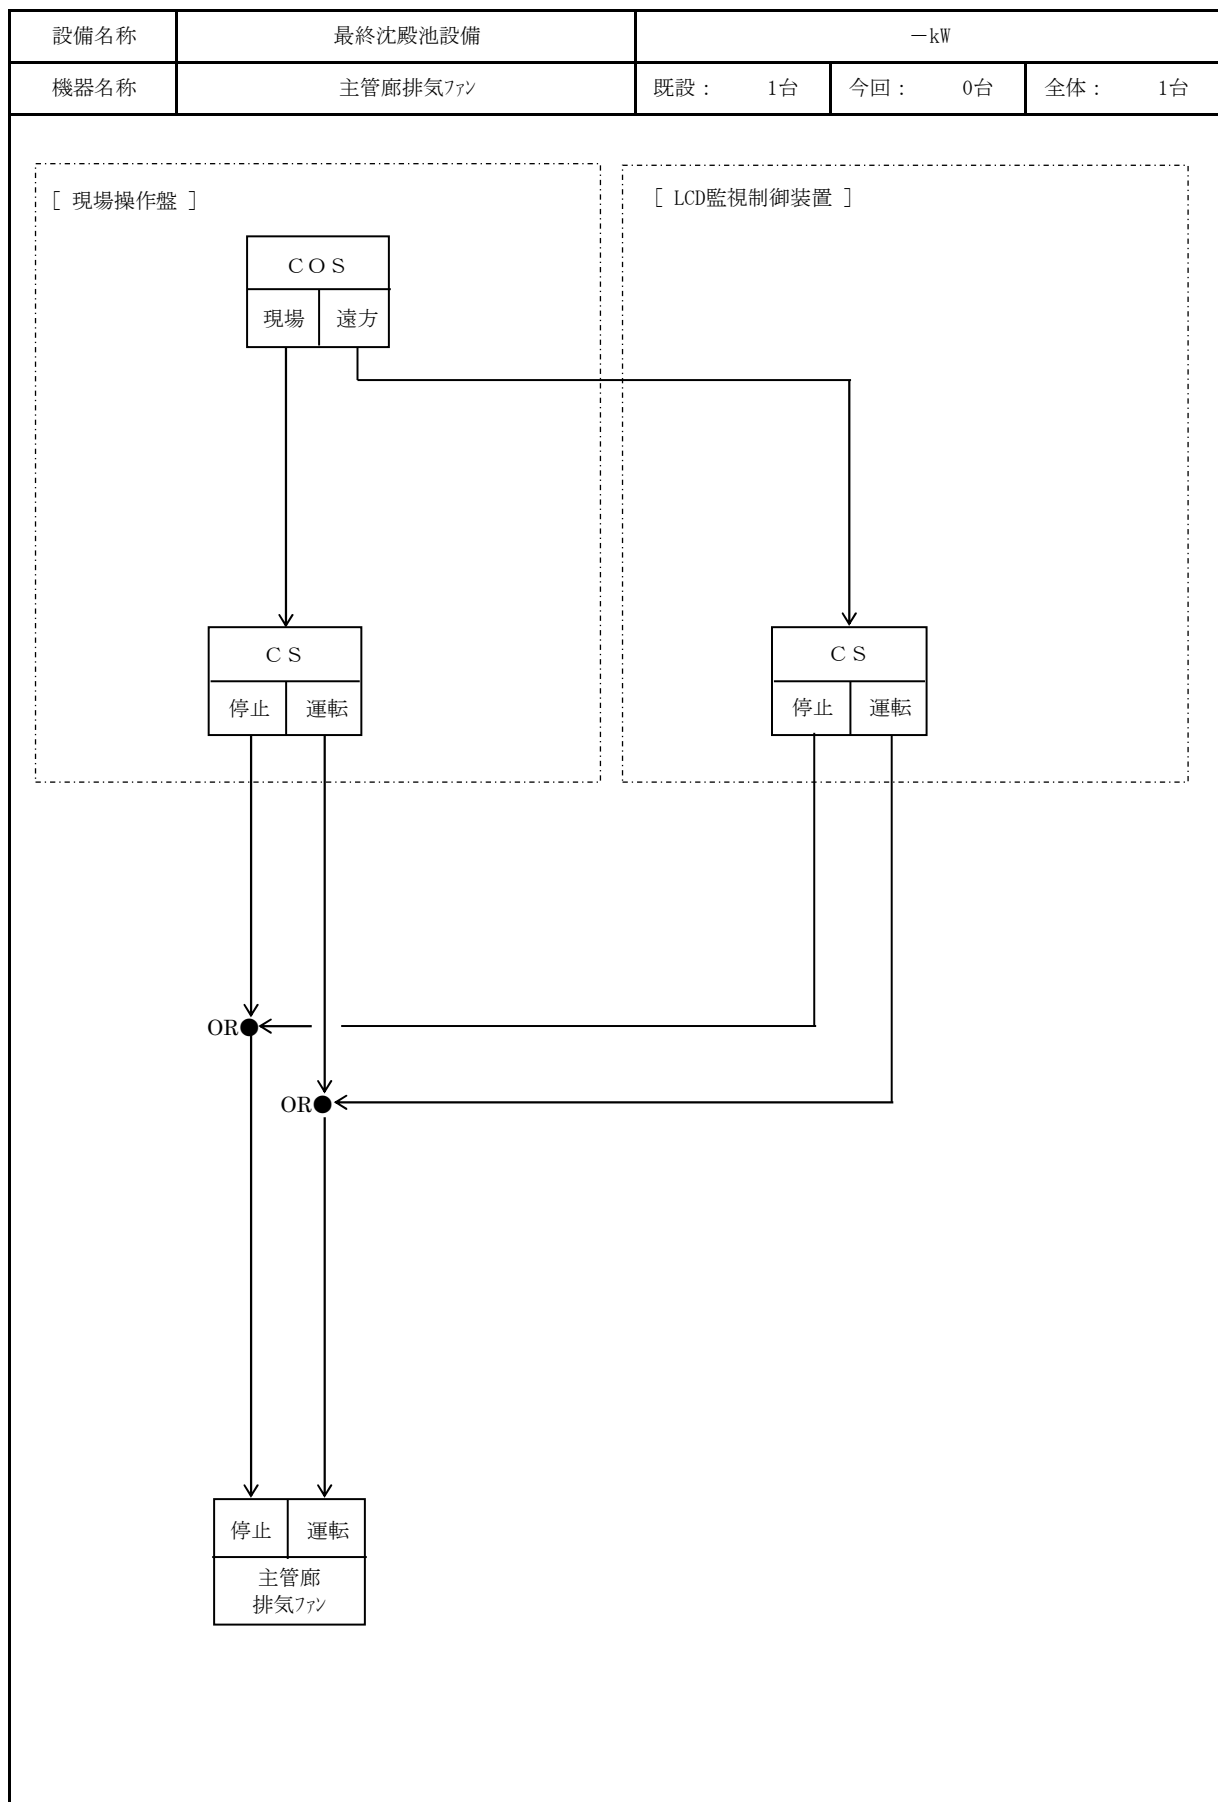 設備名称 最終沈殿池設備 －kW
機器名称 主管廊排気ﾌｧﾝ 既設： 1台 今回： 0台 全体： 1台
[ 現場操作盤 ]
[ LCD監視制御装置 ]
ＣＯＳ
現場 遠方
ＣＳ
停止 運転
ＣＳ
停止 運転
OR
OR
停止 運転
主管廊
排気ﾌｧﾝ